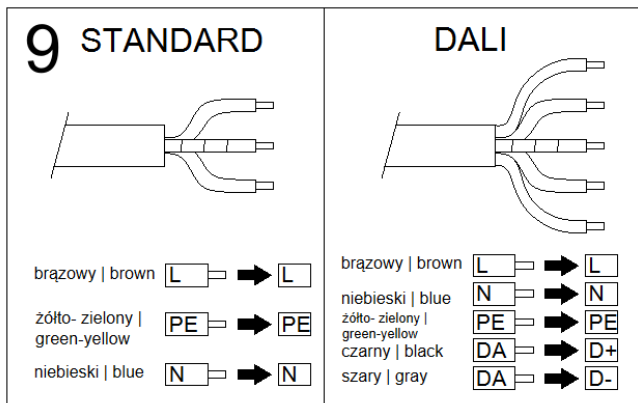 9 STANDARD
brązowy | brown L L
żółto- zielony |
green-yellow PE PE
niebieski | blue N N
DALI
brązowy | brown L L
niebieski | blue N N
żółto- zielony |
green-yellow PE PE
czarny | black DA D+
szary | gray DA D-